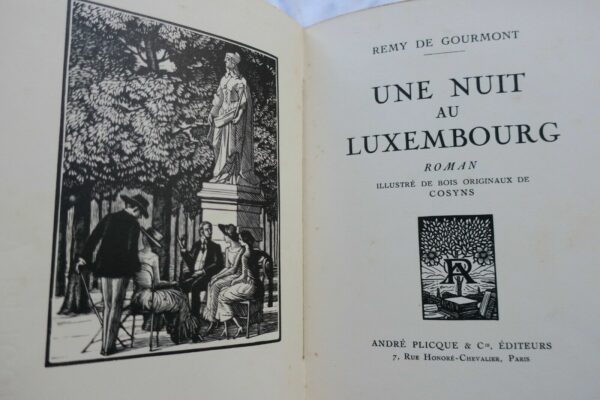 REMY DE GOURMONT
UNE NUIT
AU
LUXEMBOURG
ROMAN
ILLUSTRÉ DE BOIS ORIGINAUX DE
COSYNS
ANDRÉ PLICQUE & Cie, ÉDITEURS
7, RUE HONORÉ-CHEVALIER, PARIS